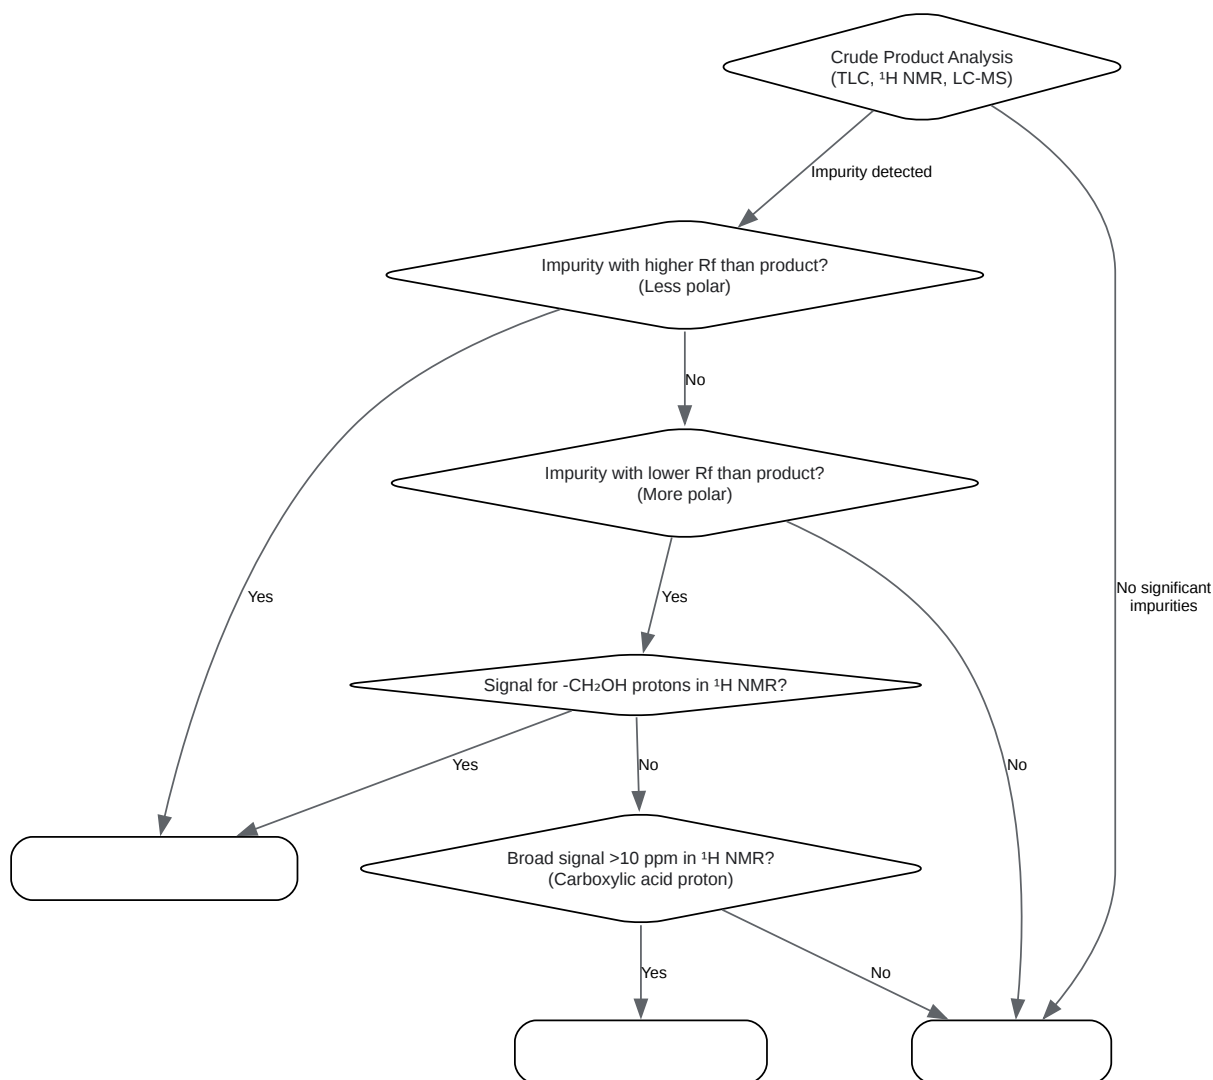 Crude Product Analysis
(TLC, ¹H NMR, LC-MS)
Impurity detected
Impurity with higher Rf than product?
(Less polar)
No
Impurity with lower Rf than product?
(More polar)
Yes
Yes
No significant
impurities
Signal for -CH₂OH protons in ¹H NMR?
Yes
No
No
Broad signal >10 ppm in ¹H NMR?
(Carboxylic acid proton)
Yes
No